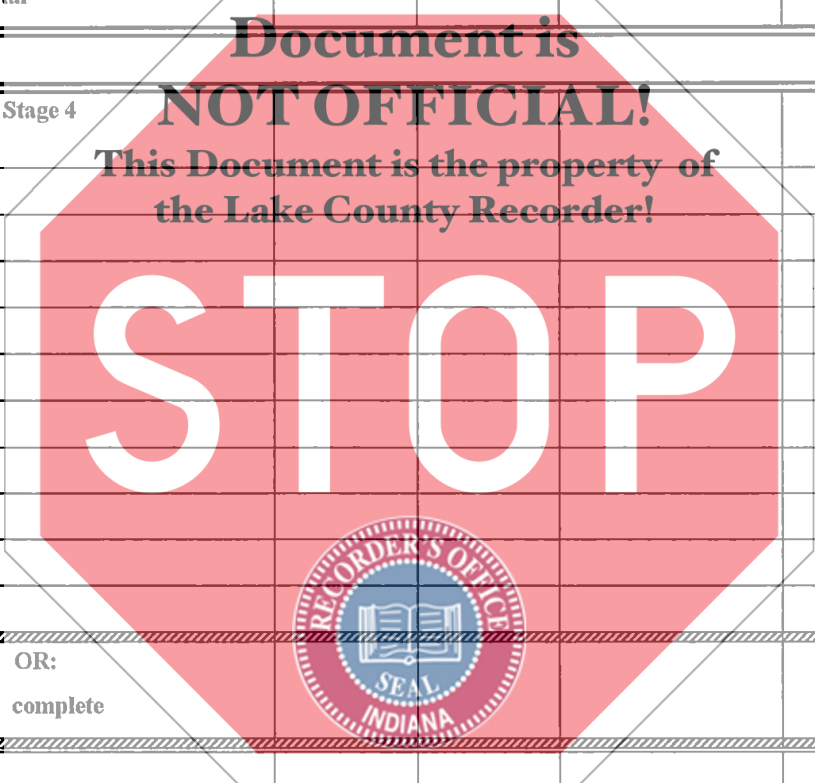 Document is
NOT OFFICIAL!
Stage 4
This Document is the property of
the Lake County Recorder!
STOP
RECORDER'S OFFICE
SEAL
INDIANA
OR:
complete